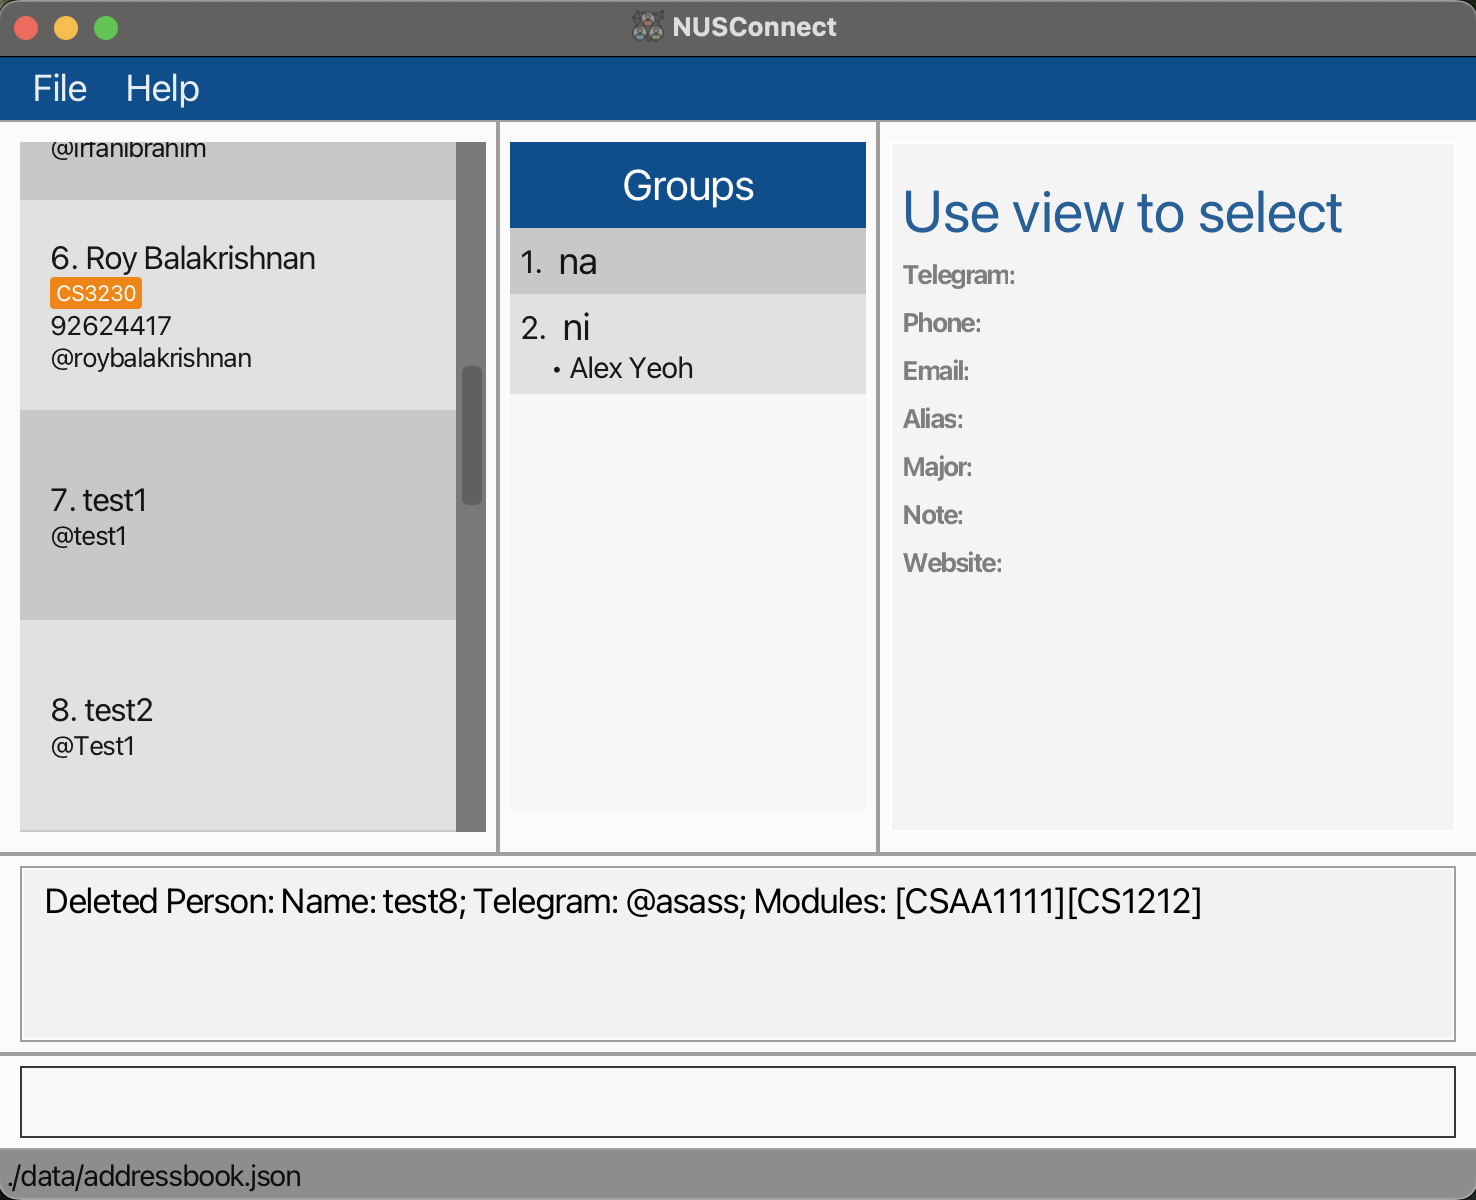 NUSConnect
File Help
@irfanibrahim
6. Roy Balakrishnan
CS3230
92624417
@roybalakrishnan
7. test1
@test1
8. test2
@Test1
Groups
1. na
2. ni
• Alex Yeoh
Use view to select
Telegram:
Phone:
Email:
Alias:
Major:
Note:
Website:
Deleted Person: Name: test8; Telegram: @asass; Modules: [CSAA1111][CS1212]
./data/addressbook.json